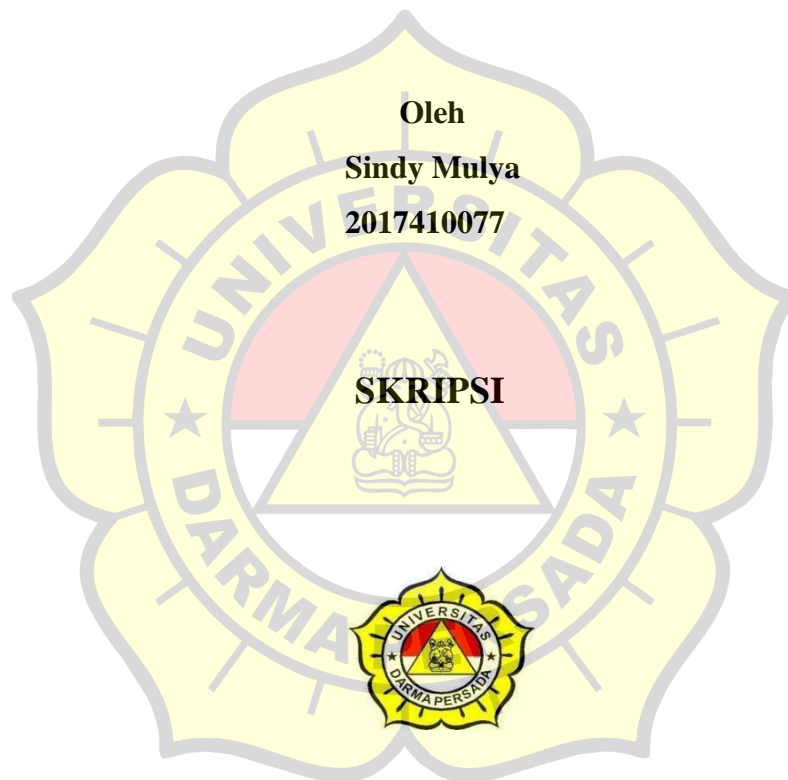 Oleh
Sindy Mulya
2017410077
SKRIPSI
UNIVERSITAS
DARMA PERSADA
UNIVERSITAS
DARMA PERSADA